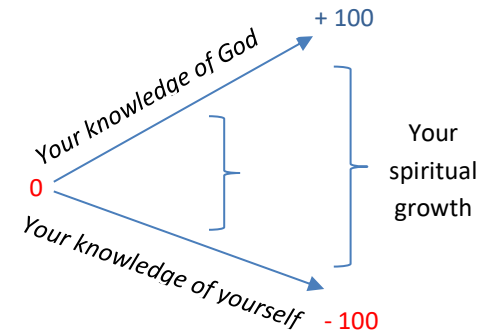 + 100
Your knowledge of God
Your
spiritual
growth
0
Your knowledge of yourself
- 100